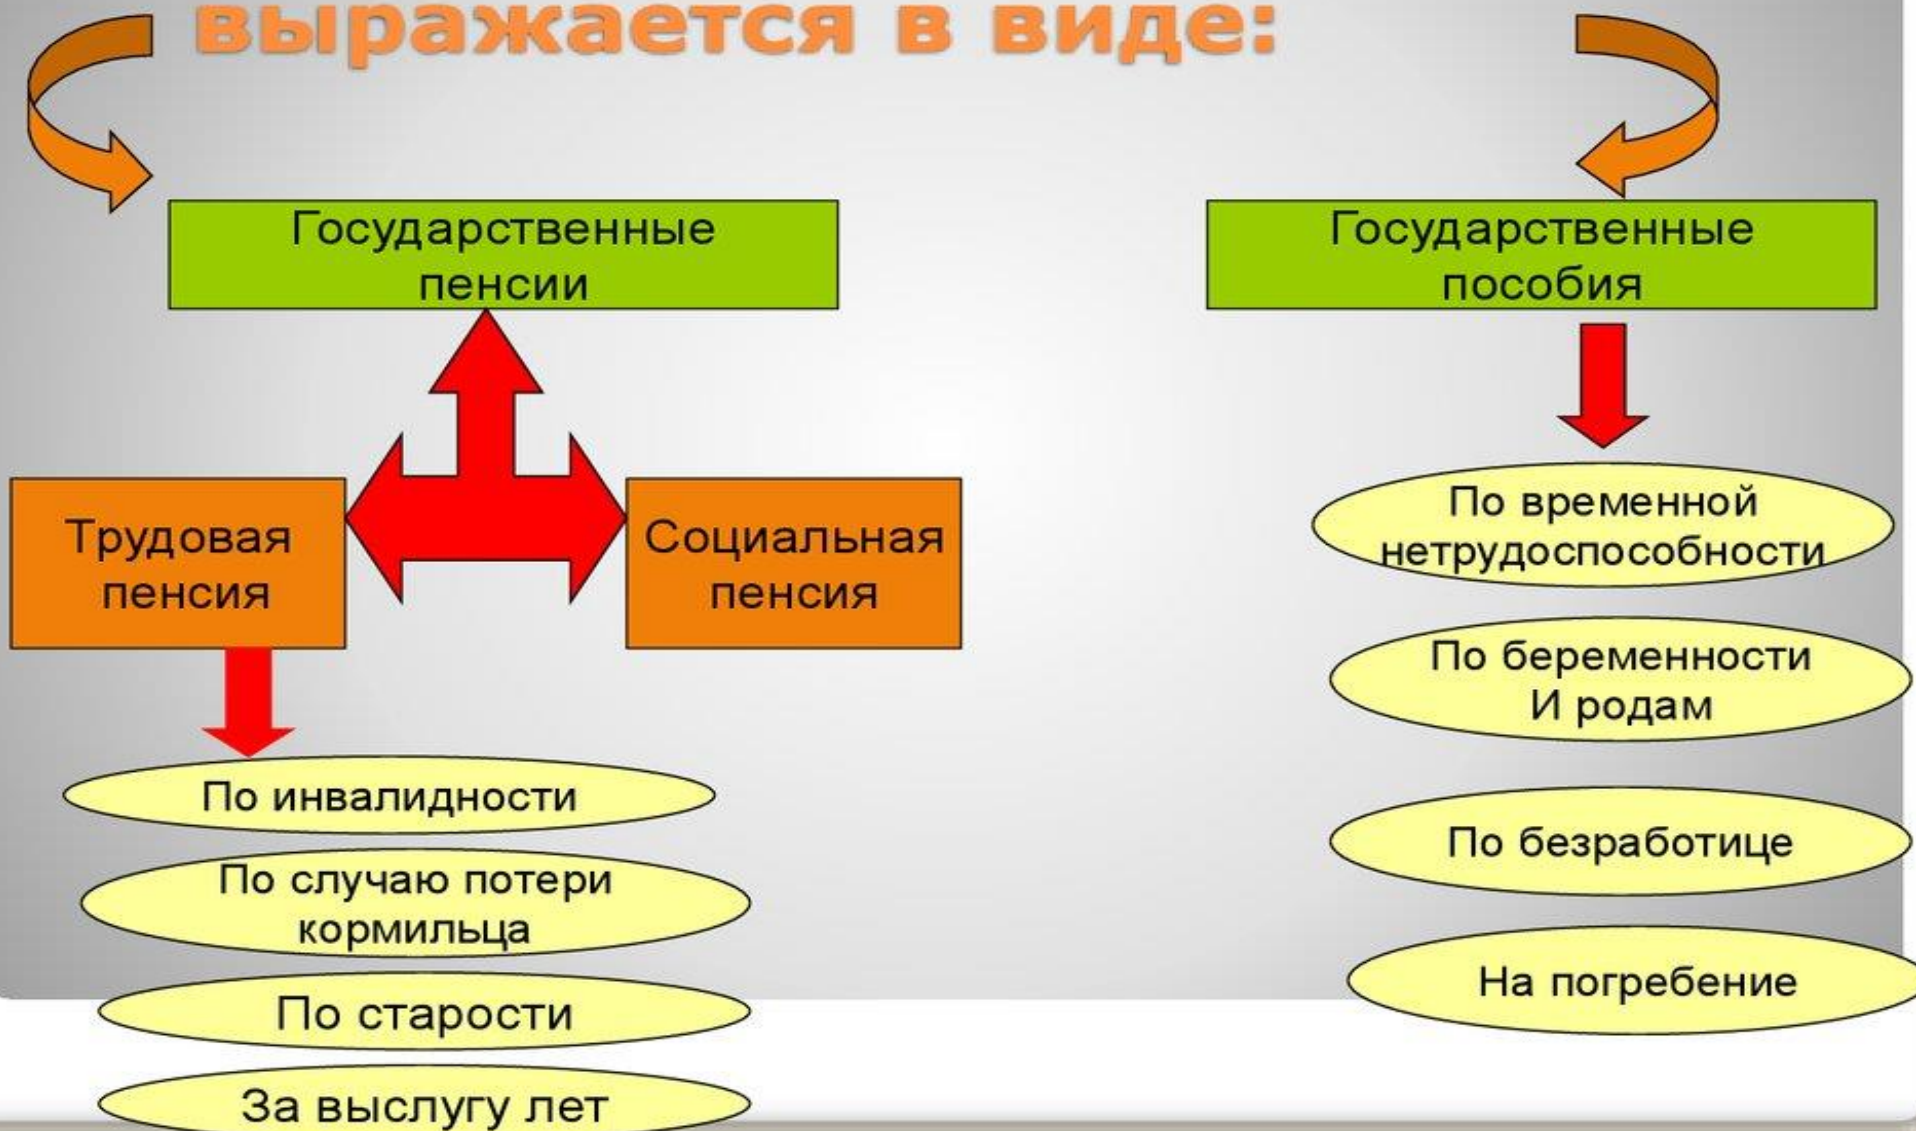 выражается в виде:
Государственные
пенсии
Трудовая
пенсия
Социальная
пенсия
По инвалидности
По случаю потери
кормильца
По старости
За выслугу лет
Государственные
пособия
По временной
нетрудоспособности
По беременности
И родам
По безработице
На погребение